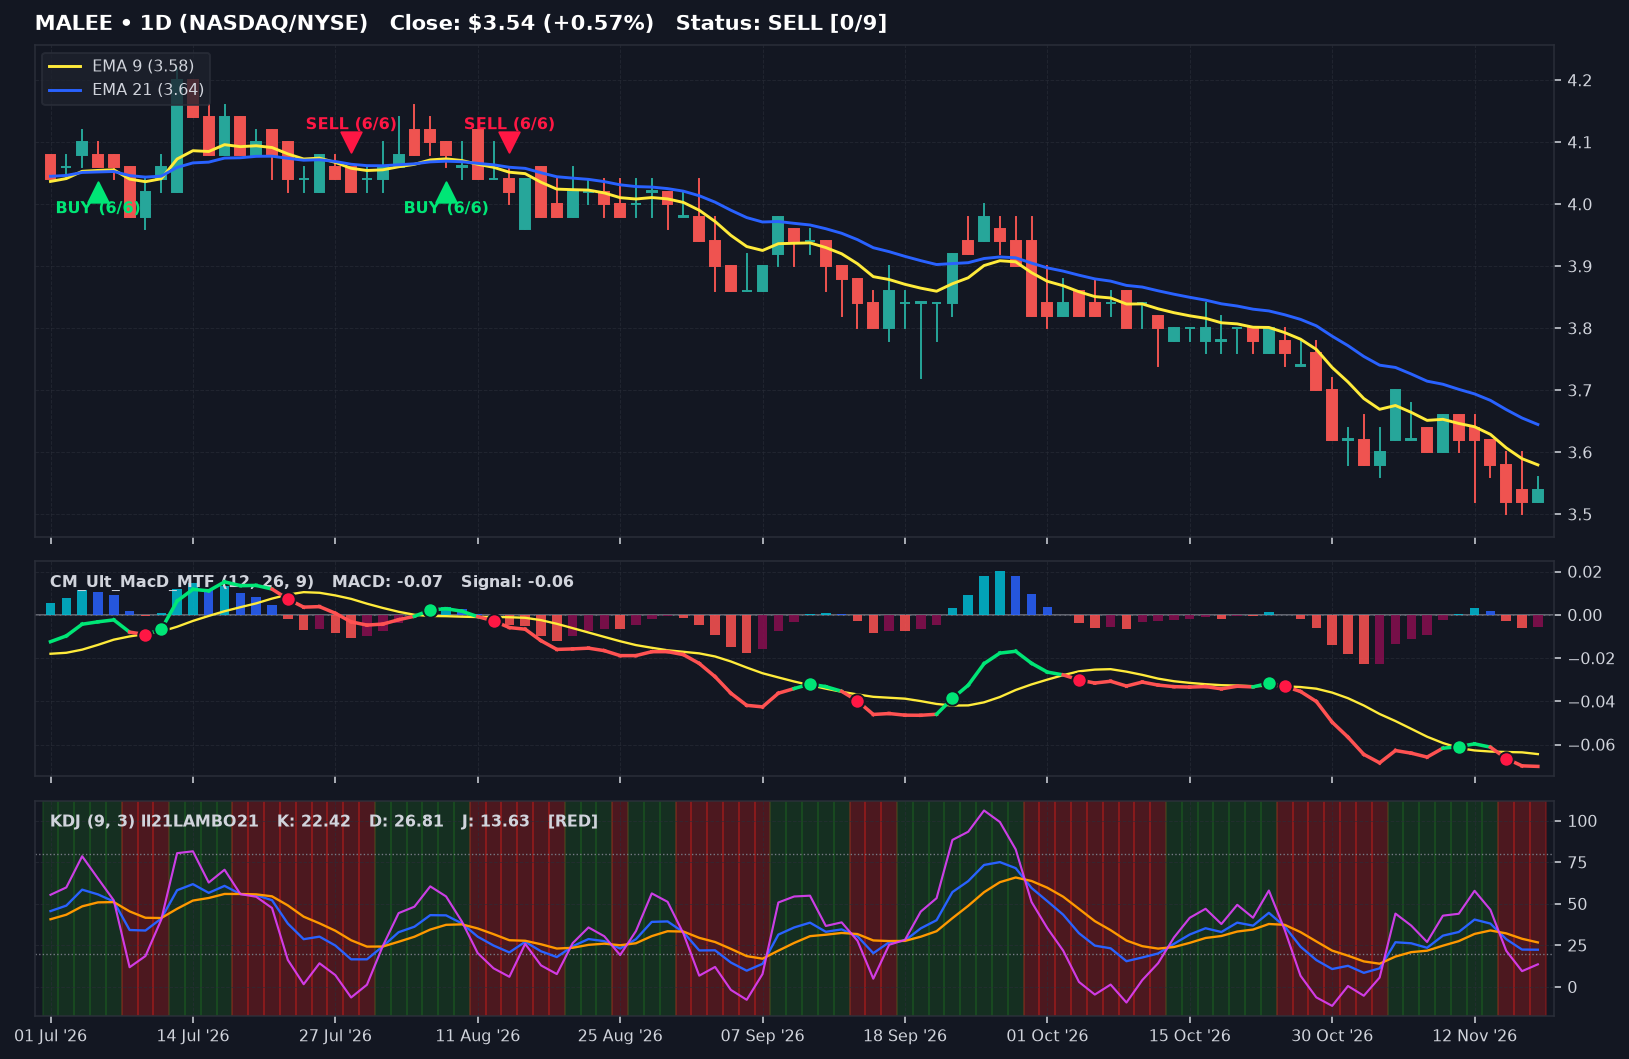 MALEE • 1D (NASDAQ/NYSE)   Close: $3.54 (+0.57%)   Status: SELL [0/9]
EMA 9 (3.58)
EMA 21 (3.64)
4.2
4.1
4.0
3.9
3.8
3.7
3.6
3.5
SELL (6/6)
SELL (6/6)
BUY (6/6)
BUY (6/6)
CM_Ult_MacD_MTF (12, 26, 9)   MACD: -0.07   Signal: -0.06
0.02
0.00
−0.02
−0.04
−0.06
KDJ (9, 3) II21LAMBO21   K: 22.42   D: 26.81   J: 13.63   [RED]
100
75
50
25
0
01 Jul '26
14 Jul '26
27 Jul '26
11 Aug '26
25 Aug '26
07 Sep '26
18 Sep '26
01 Oct '26
15 Oct '26
30 Oct '26
12 Nov '26